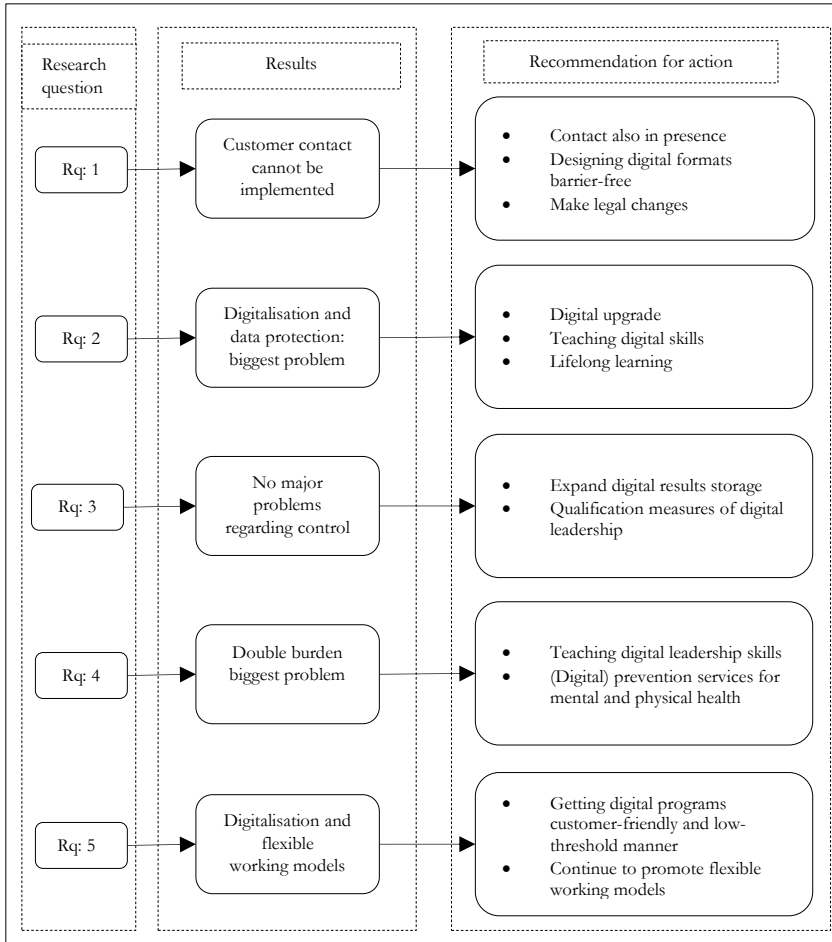 Research
question
Results
Recommendation for action
Rq: 1
Customer contact
cannot be
implemented
• Contact also in presence
• Designing digital formats
barrier-free
• Make legal changes
Rq: 2
Digitalisation and
data protection:
biggest problem
• Digital upgrade
• Teaching digital skills
• Lifelong learning
Rq: 3
No major
problems
regarding control
• Expand digital results storage
• Qualification measures of digital
leadership
Rq: 4
Double burden
biggest problem
• Teaching digital leadership skills
• (Digital) prevention services for
mental and physical health
Rq: 5
Digitalisation and
flexible
working models
• Getting digital programs
customer-friendly and low-
threshold manner
• Continue to promote flexible
working models